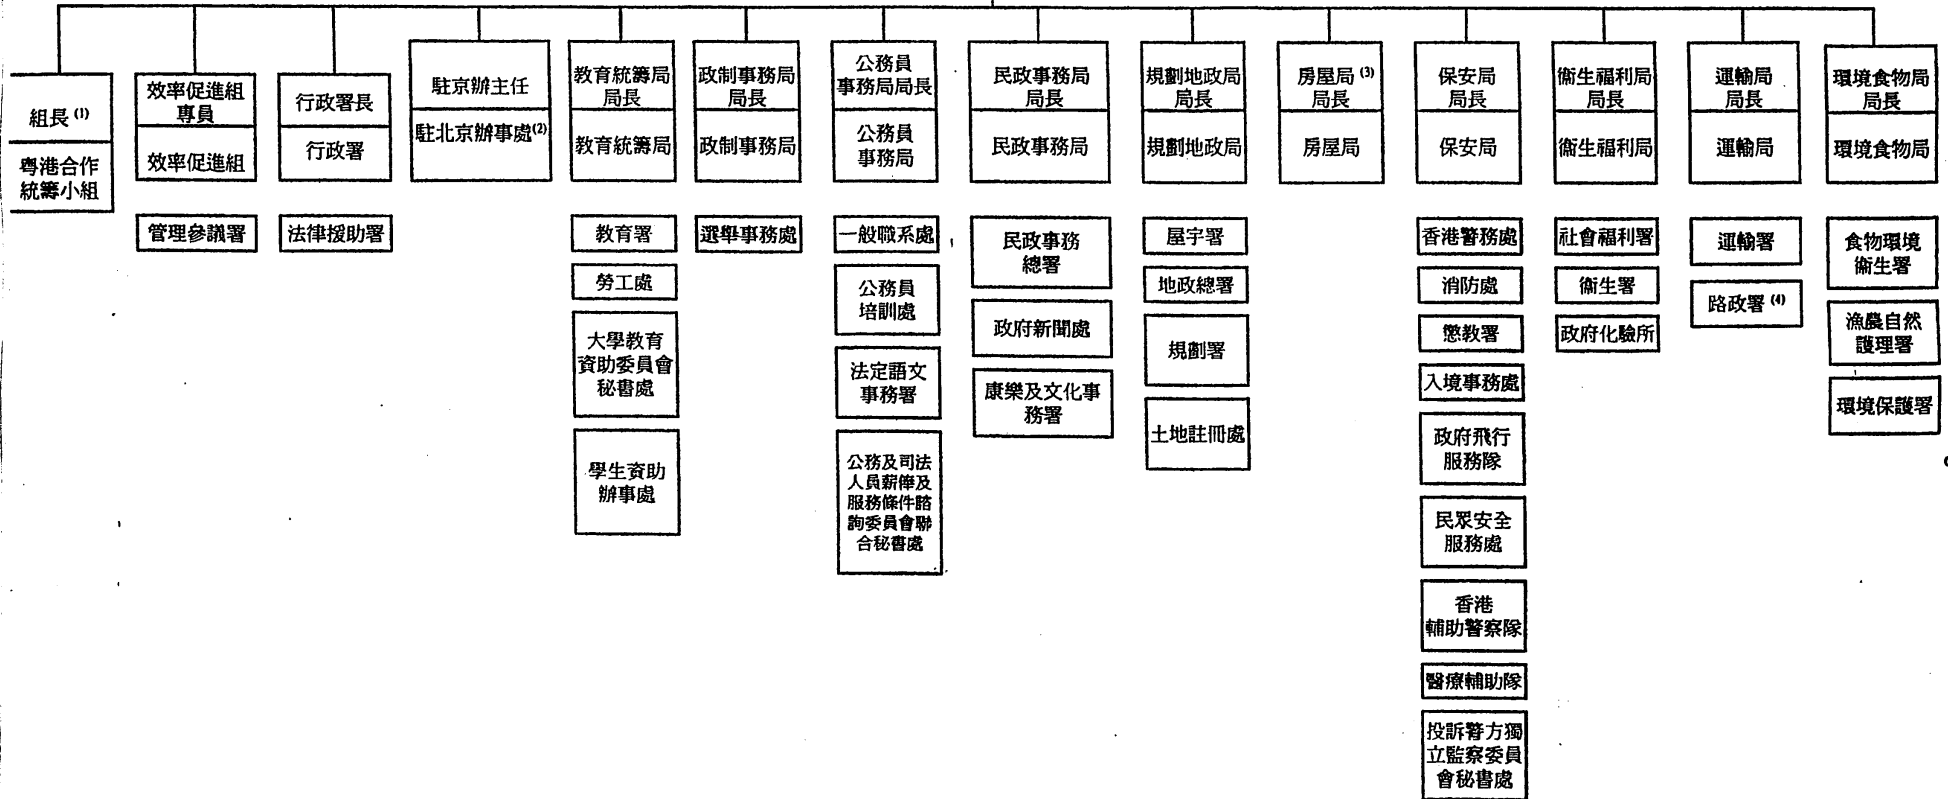 組長 (1)
粵港合作
統籌小組
效率促進組
專員
效率促進組
管理參議署
行政署長
行政署
法律援助署
駐京辦主任
駐北京辦事處(2)
教育統籌局
局長
教育統籌局
教育署
勞工處
大學教育
資助委員會
秘書處
學生資助
辦事處
政制事務局
局長
政制事務局
選舉事務處
公務員
事務局局長
公務員
事務局
一般職系處
公務員
培訓處
法定語文
事務署
公務及司法
人員薪俸及
服務條件諮
詢委員會聯
合秘書處
民政事務局
局長
民政事務局
民政事務
總署
政府新聞處
康樂及文化事
務署
規劃地政局
局長
規劃地政局
屋宇署
地政總署
規劃署
土地註冊處
房屋局 (3)
局長
房屋局
保安局
局長
保安局
香港警務處
消防處
懲教署
入境事務處
政府飛行
服務隊
民眾安全
服務處
香港
輔助警察隊
醫療輔助隊
投訴警方獨
立監察委員
會秘書處
衞生福利局
局長
衞生福利局
社會福利署
衞生署
政府化驗所
運輸局
局長
運輸局
運輸署
路政署 (4)
環境食物局
局長
環境食物局
食物環境
衞生署
漁農自然
護理署
環境保護署